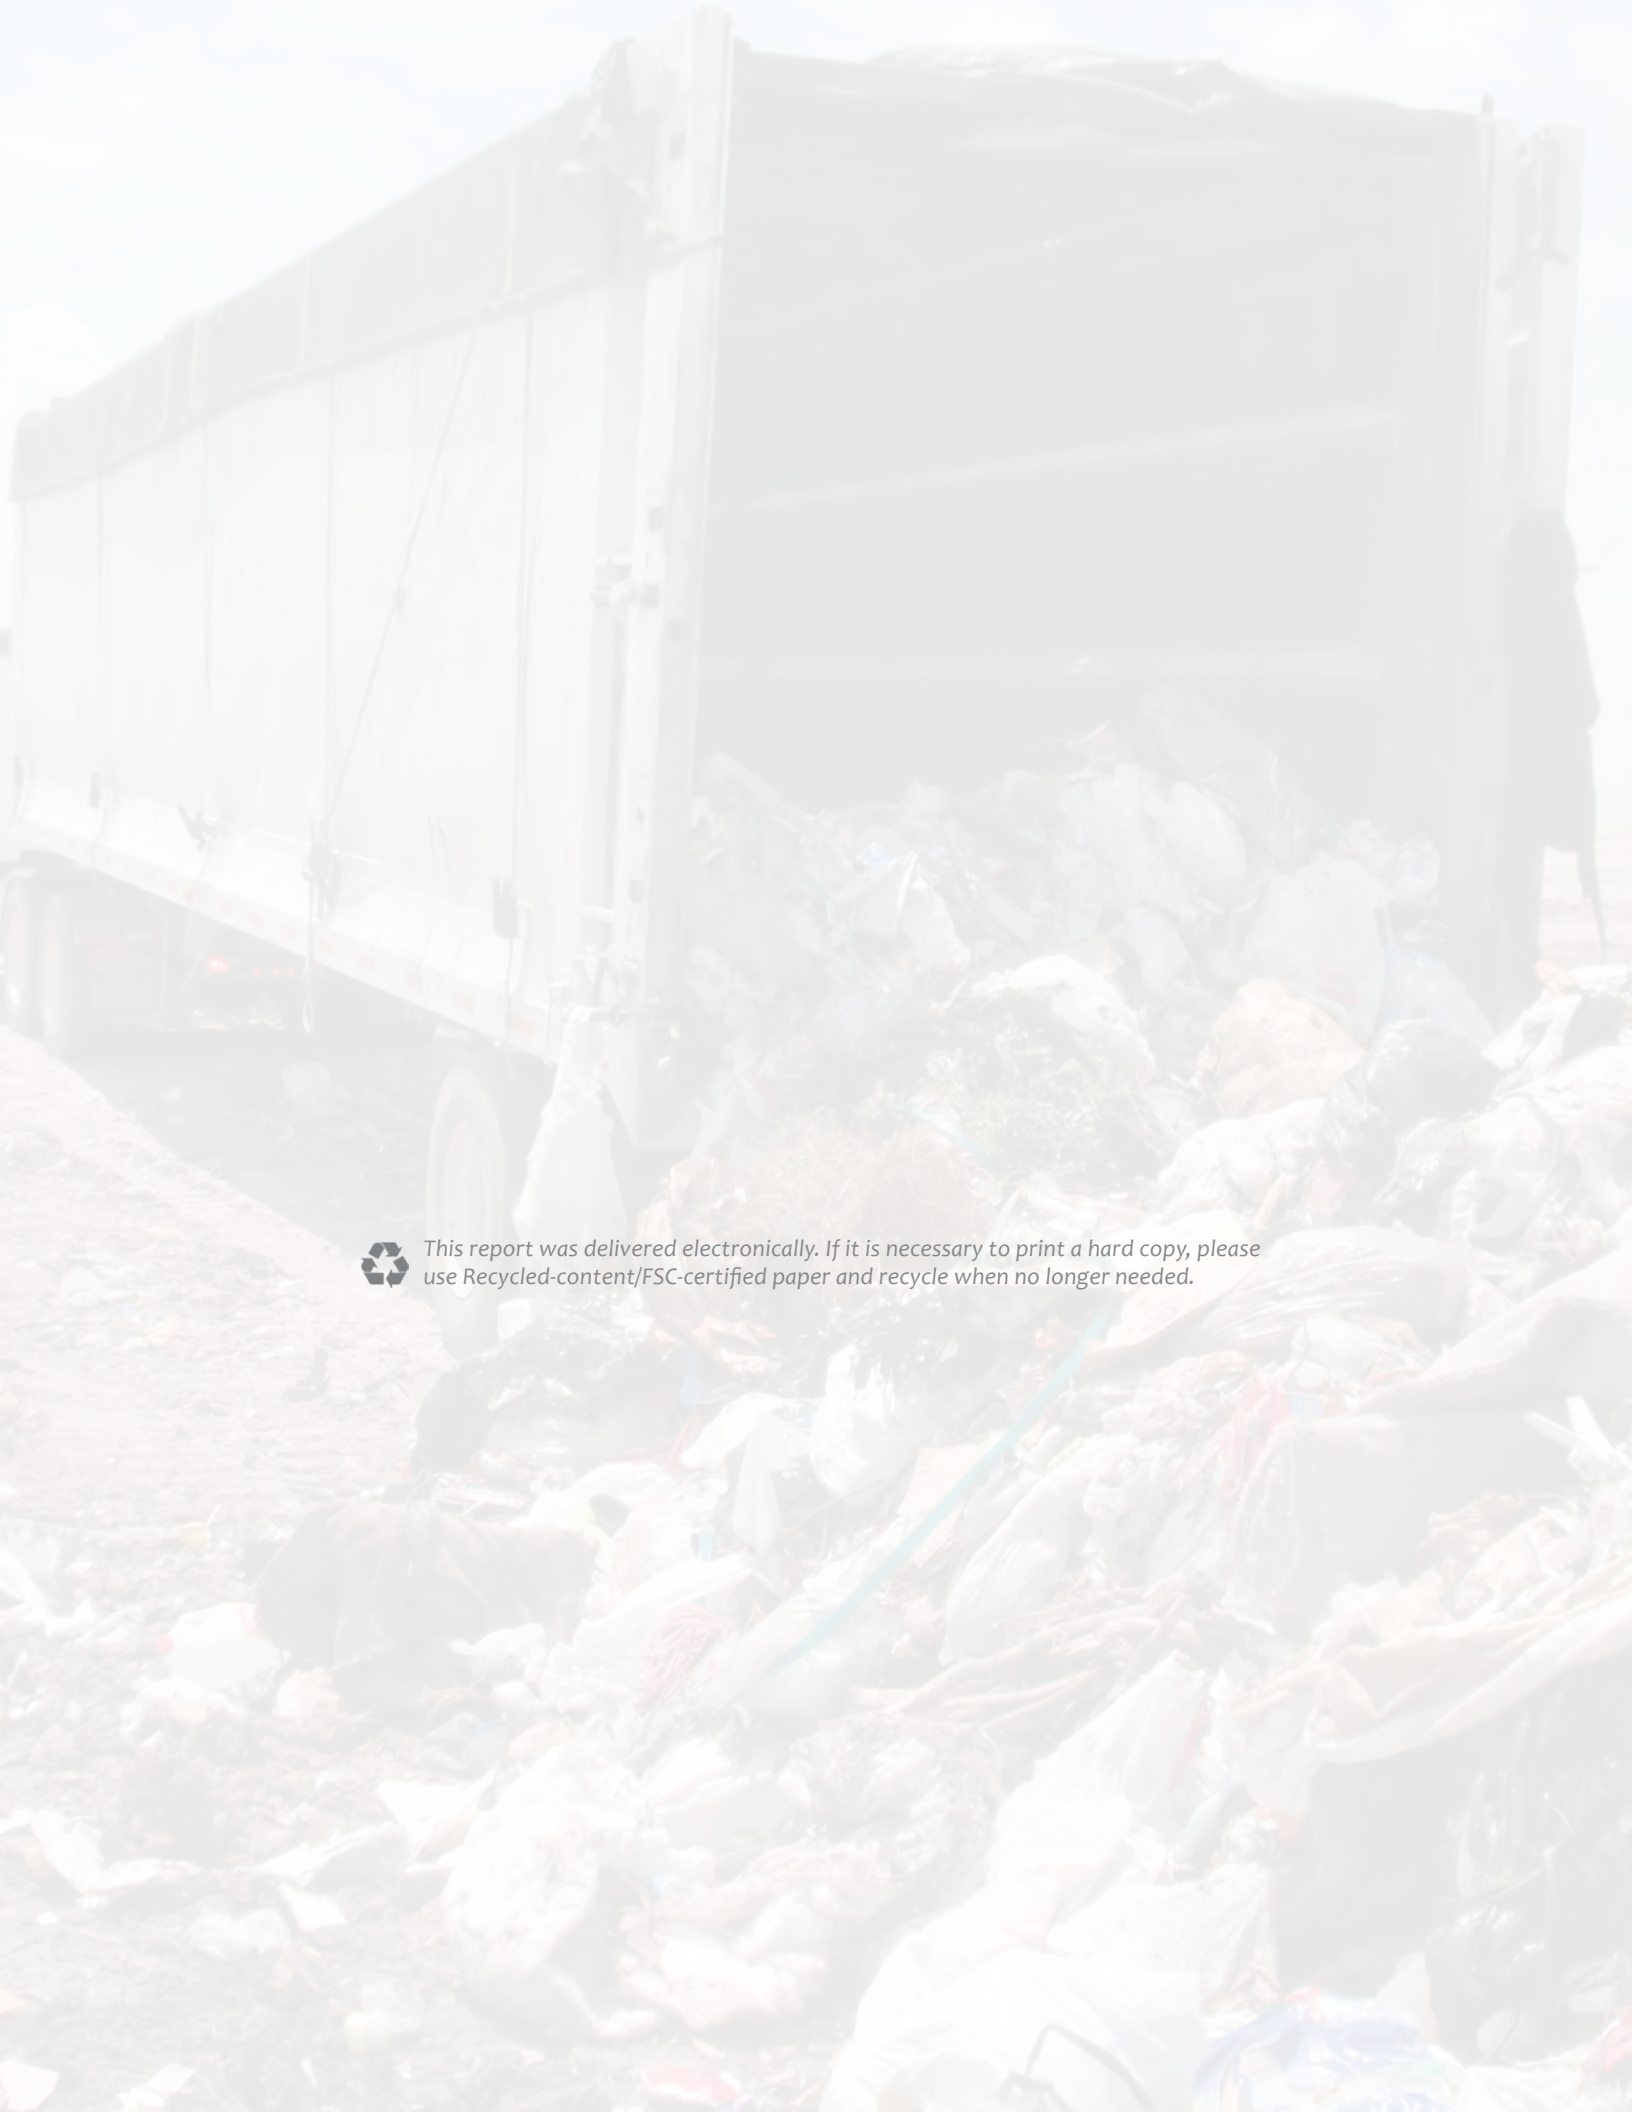 This report was delivered electronically. If it is necessary to print a hard copy, please
use Recycled-content/FSC-certified paper and recycle when no longer needed.